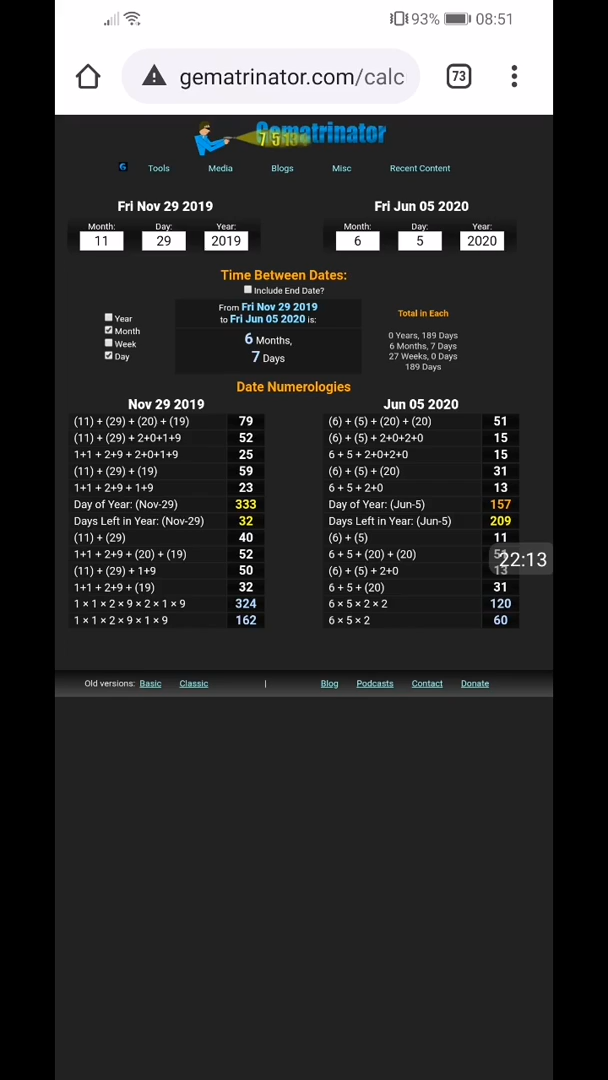 93% 08:51
gematrinator.com/calc 73
Gematrinator
Tools Media Blogs Misc Recent Content
Fri Nov 29 2019 Fri Jun 05 2020
Month: Day: Year: Month: Day: Year:
11 29 2019 6 5 2020
Time Between Dates:
Include End Date?
From Fri Nov 29 2019
to Fri Jun 05 2020 is:
6 Months,
7 Days
Year
Month
Week
Day
Total in Each
0 Years, 189 Days
6 Months, 7 Days
27 Weeks, 0 Days
189 Days
Date Numerologies
Nov 29 2019
(11) + (29) + (20) + (19) 79
(11) + (29) + 2+0+1+9 52
1+1 + 2+9 + 2+0+1+9 25
(11) + (29) + (19) 59
1+1 + 2+9 + 1+9 23
Day of Year: (Nov-29) 333
Days Left in Year: (Nov-29) 32
(11) + (29) 40
1+1 + 2+9 + (20) + (19) 52
(11) + (29) + 1+9 50
1+1 + 2+9 + (19) 32
1 × 1 × 2 × 9 × 2 × 1 × 9 324
1 × 1 × 2 × 9 × 1 × 9 162
Jun 05 2020
(6) + (5) + (20) + (20) 51
(6) + (5) + 2+0+2+0 15
6 + 5 + 2+0+2+0 15
(6) + (5) + (20) 31
6 + 5 + 2+0 13
Day of Year: (Jun-5) 157
Days Left in Year: (Jun-5) 209
(6) + (5) 11
6 + 5 + (20) + (20) 51
22:13
(6) + (5) + 2+0 13
6 + 5 + (20) 31
6 × 5 × 2 × 2 120
6 × 5 × 2 60
Old versions: Basic Classic | Blog Podcasts Contact Donate